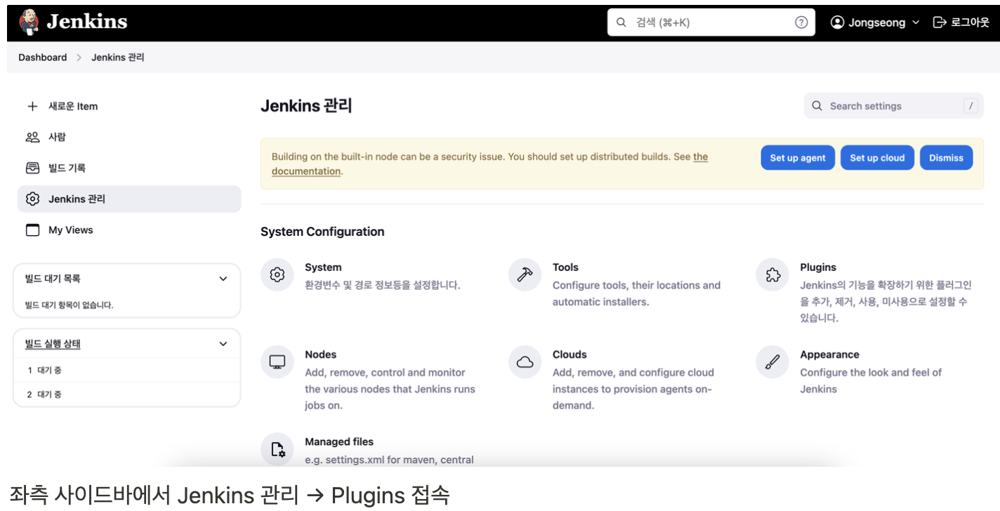 Jenkins
검색 (⌘+K)
Jongseong
로그아웃
Dashboard
Jenkins 관리
새로운 Item
사람
빌드 기록
Jenkins 관리
My Views
빌드 대기 목록
빌드 대기 항목이 없습니다.
빌드 실행 상태
1 대기 중
2 대기 중
Jenkins 관리
Search settings /
Building on the built-in node can be a security issue. You should set up distributed builds. See the
documentation.
Set up agent
Set up cloud
Dismiss
System Configuration
System
환경변수 및 경로 정보등을 설정합니다.
Tools
Configure tools, their locations and
automatic installers.
Plugins
Jenkins의 기능을 확장하기 위한 플러그인
을 추가, 제거, 사용, 미사용으로 설정할 수
있습니다.
Nodes
Add, remove, control and monitor
the various nodes that Jenkins runs
jobs on.
Clouds
Add, remove, and configure cloud
instances to provision agents on-
demand.
Appearance
Configure the look and feel of
Jenkins
Managed files
e.g. settings.xml for maven, central
좌측 사이드바에서 Jenkins 관리 → Plugins 접속